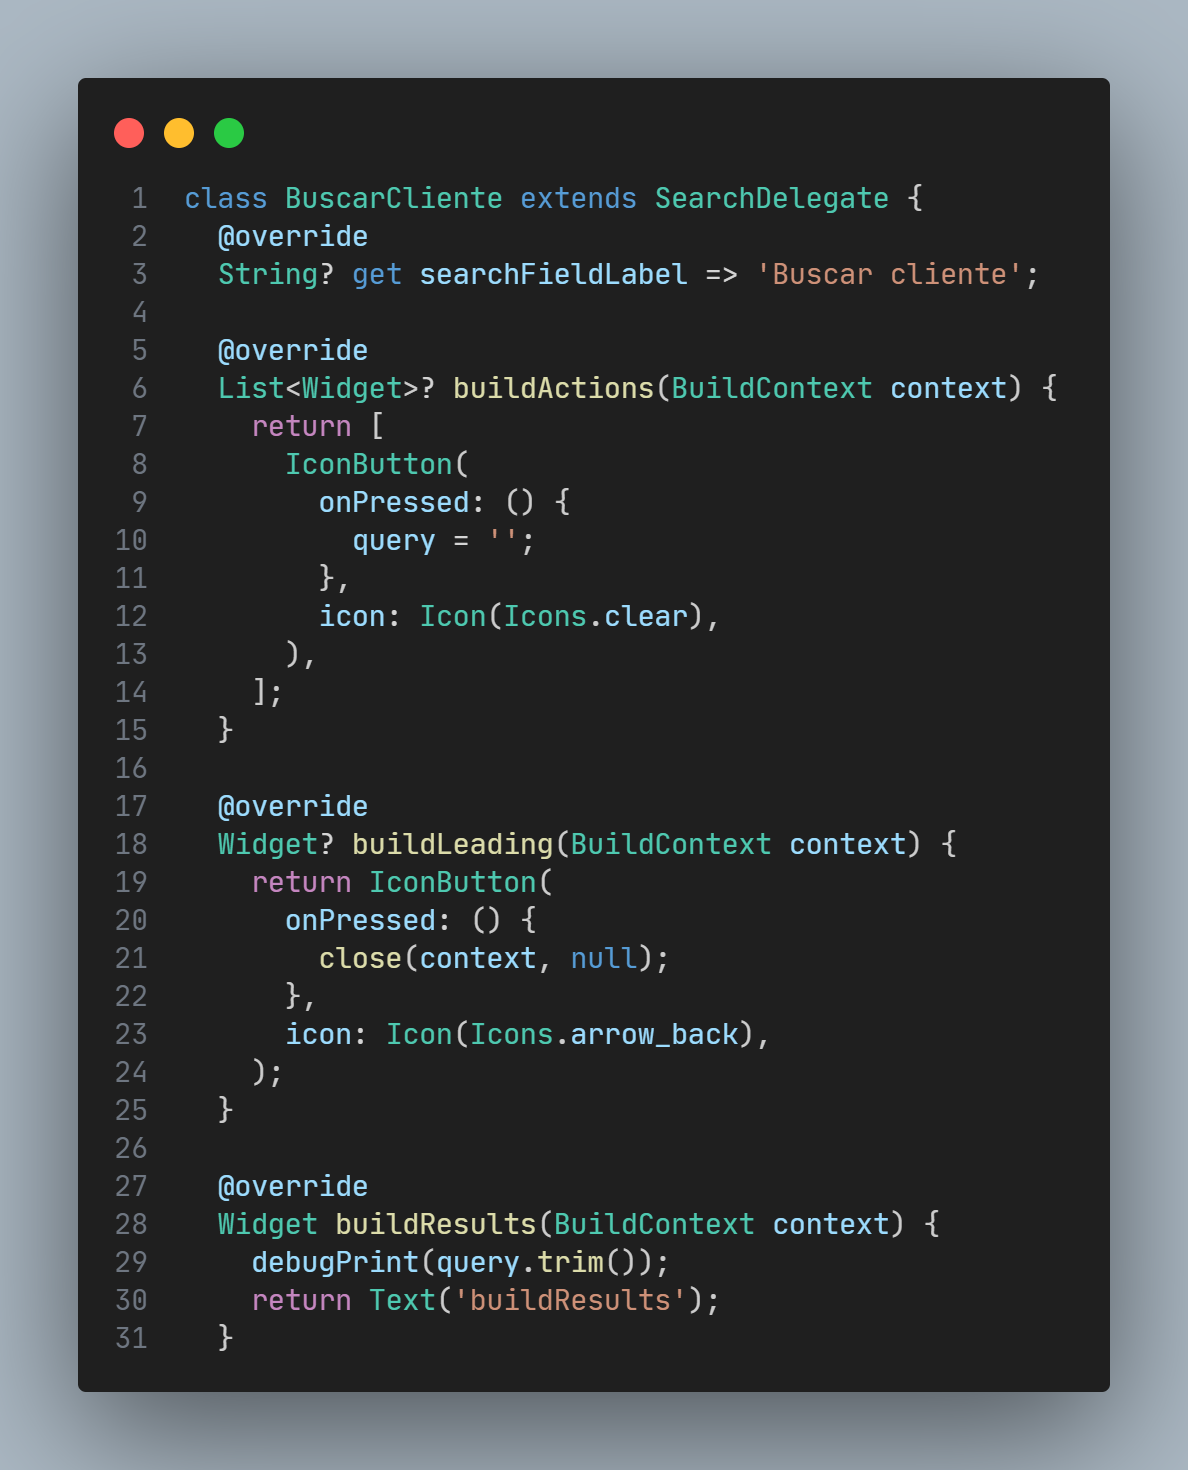 1 class BuscarCliente extends SearchDelegate {
2   @override
3   String? get searchFieldLabel => 'Buscar cliente';
4
5   @override
6   List<Widget>? buildActions(BuildContext context) {
7     return [
8       IconButton(
9         onPressed: () {
10           query = '';
11         },
12         icon: Icon(Icons.clear),
13       ),
14     ];
15   }
16
17   @override
18   Widget? buildLeading(BuildContext context) {
19     return IconButton(
20       onPressed: () {
21         close(context, null);
22       },
23       icon: Icon(Icons.arrow_back),
24     );
25   }
26
27   @override
28   Widget buildResults(BuildContext context) {
29     debugPrint(query.trim());
30     return Text('buildResults');
31   }